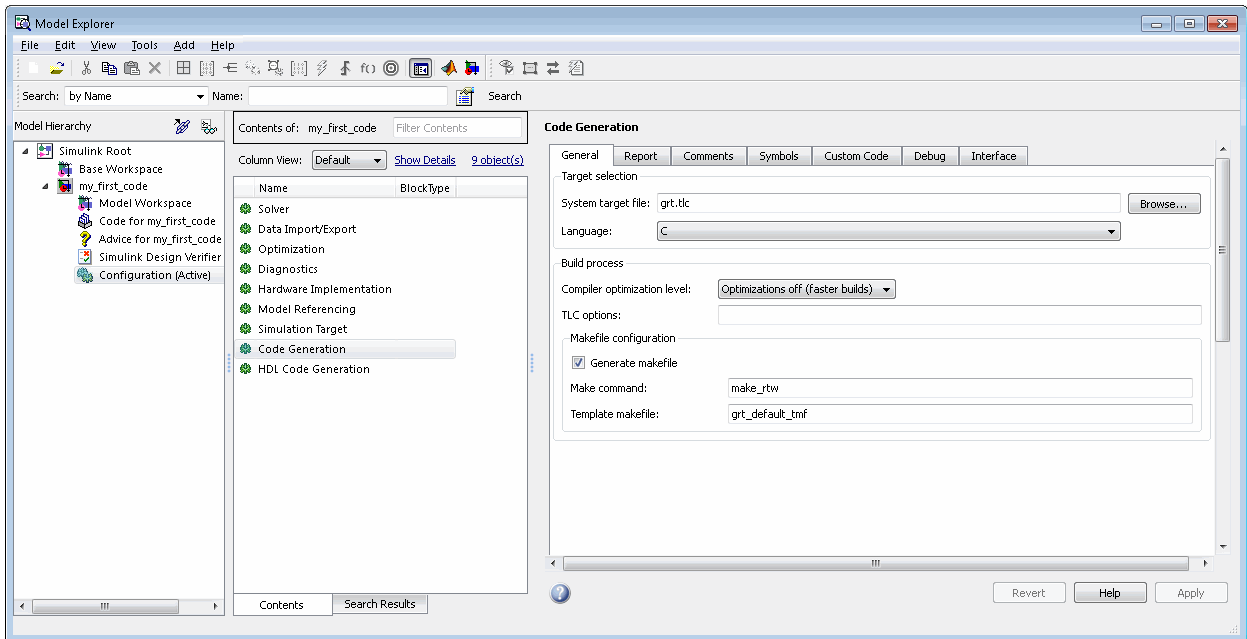 Model Explorer
File Edit View Tools Add Help
f()
Search: by Name Name: Search
Model Hierarchy
Simulink Root
Base Workspace
my_first_code
Model Workspace
Code for my_first_code
Advice for my_first_code
Simulink Design Verifier
Configuration (Active)
Contents of: my_first_code Filter Contents
Column View: Default Show Details 9 object(s)
Name BlockType
Solver
Data Import/Export
Optimization
Diagnostics
Hardware Implementation
Model Referencing
Simulation Target
Code Generation
HDL Code Generation
Contents Search Results
Code Generation
General Report Comments Symbols Custom Code Debug Interface
Target selection
System target file: grt.tlc Browse...
Language: C
Build process
Compiler optimization level: Optimizations off (faster builds)
TLC options:
Makefile configuration
Generate makefile
Make command: make_rtw
Template makefile: grt_default_tmf
Revert Help Apply